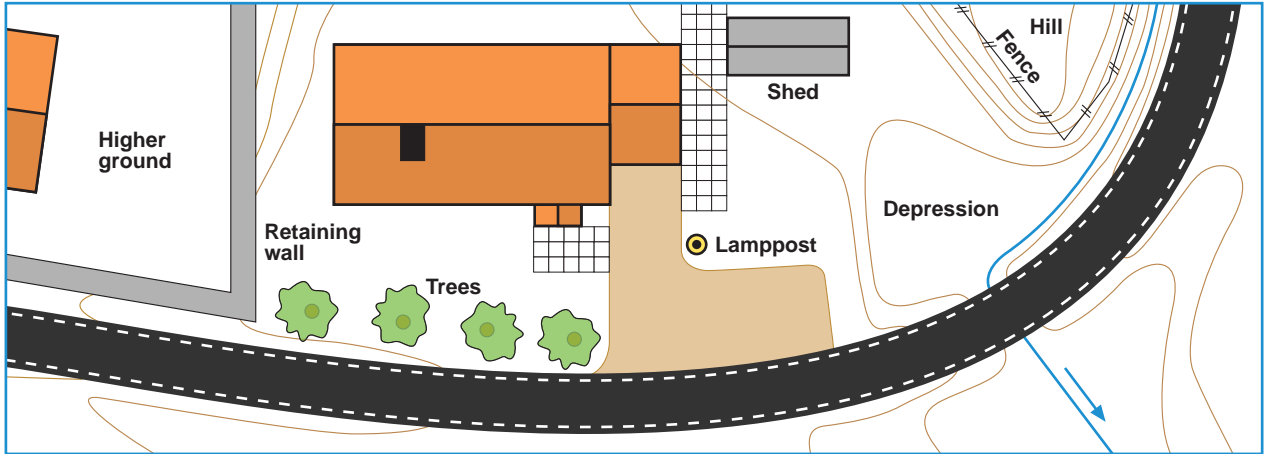 Hill
Fence
Shed
Higher
ground
Depression
Retaining
wall
Lamppost
Trees